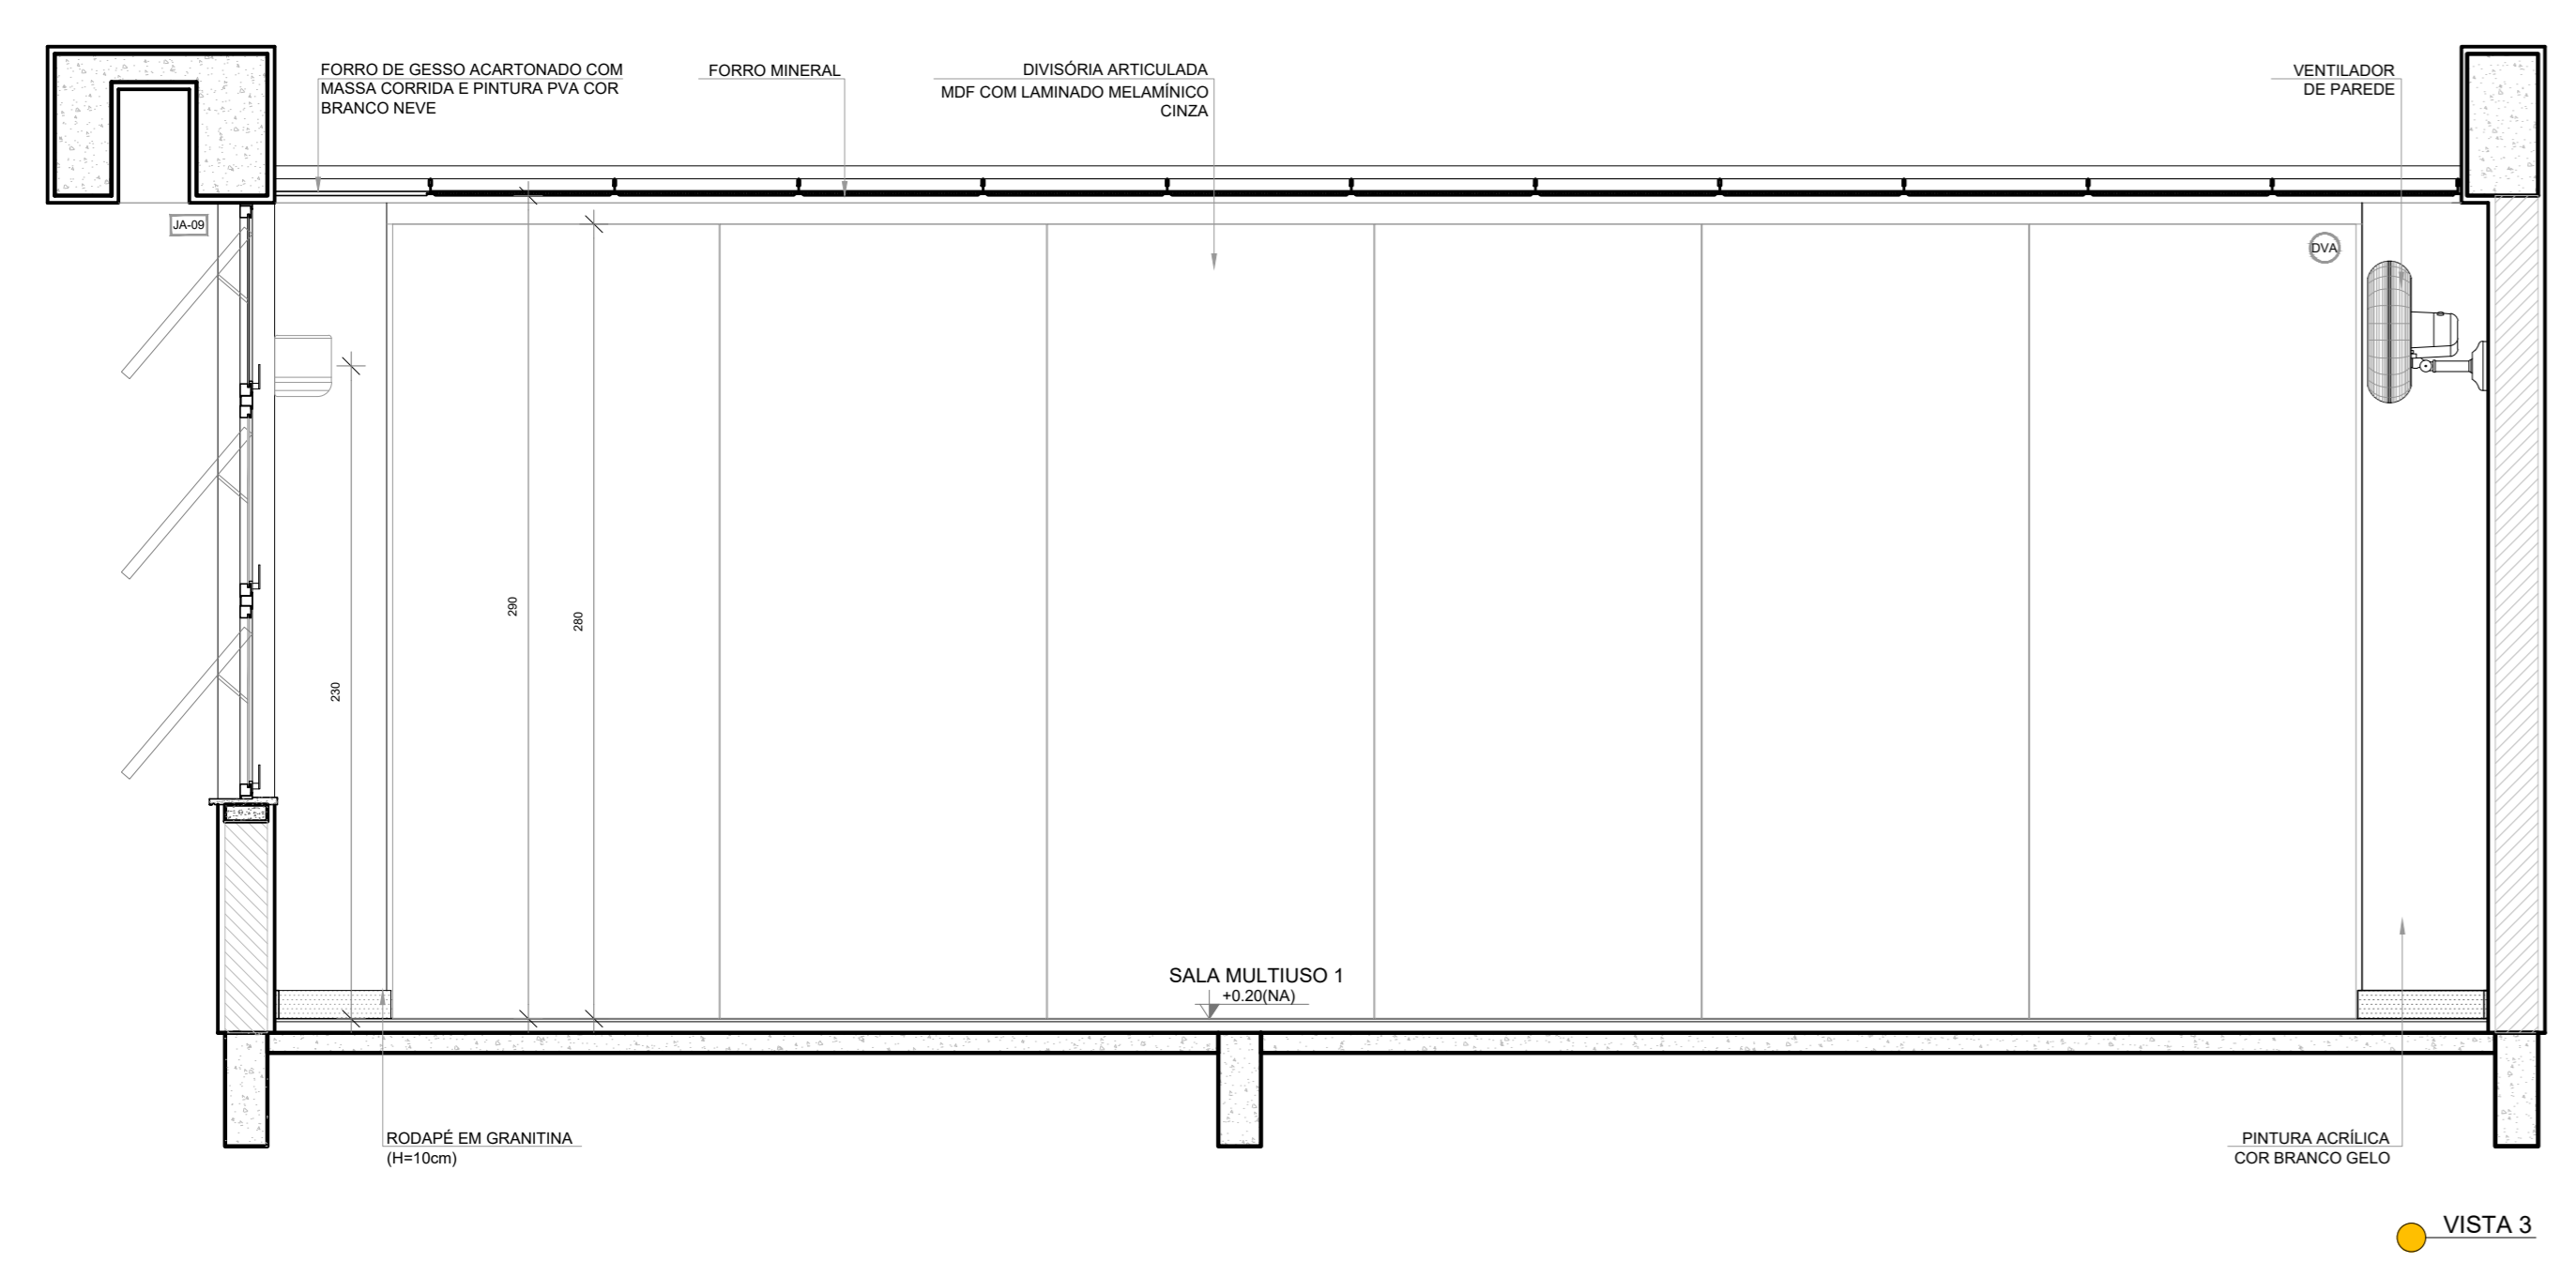 FORRO DE GESSO ACARTONADO COM
MASSA CORRIDA E PINTURA PVA COR
BRANCO NEVE
FORRO MINERAL
DIVISÓRIA ARTICULADA
MDF COM LAMINADO MELAMÍNICO
CINZA
VENTILADOR
DE PAREDE
JA-09
DVA
290
280
230
SALA MULTIUSO 1
+0.20(NA)
RODAPÉ EM GRANITINA
(H=10cm)
PINTURA ACRÍLICA
COR BRANCO GELO
VISTA 3